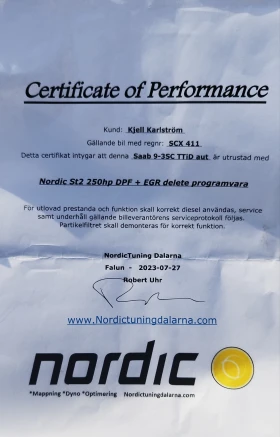 Certificate of Performance
Kund: Kjell Karlström
Gällande bil med regnr: SCX 411
Detta certifikat intygar att denna Saab 9-3SC TTiD aut är utrustad med
Nordic St2 250hp DPF + EGR delete programvara
För utlovad prestanda och funktion skall korrekt diesel användas, service
samt underhåll gällande billeverantörens serviceprotokoll följas.
Partikelfiltret skall demonteras för korrekt funktion.
NordicTuning Dalarna
Falun - 2023-07-27
Robert Uhr
www.Nordictuningdalarna.com
nordic
*Mappning *Dyno *Optimering Nordictuningdalarna.com